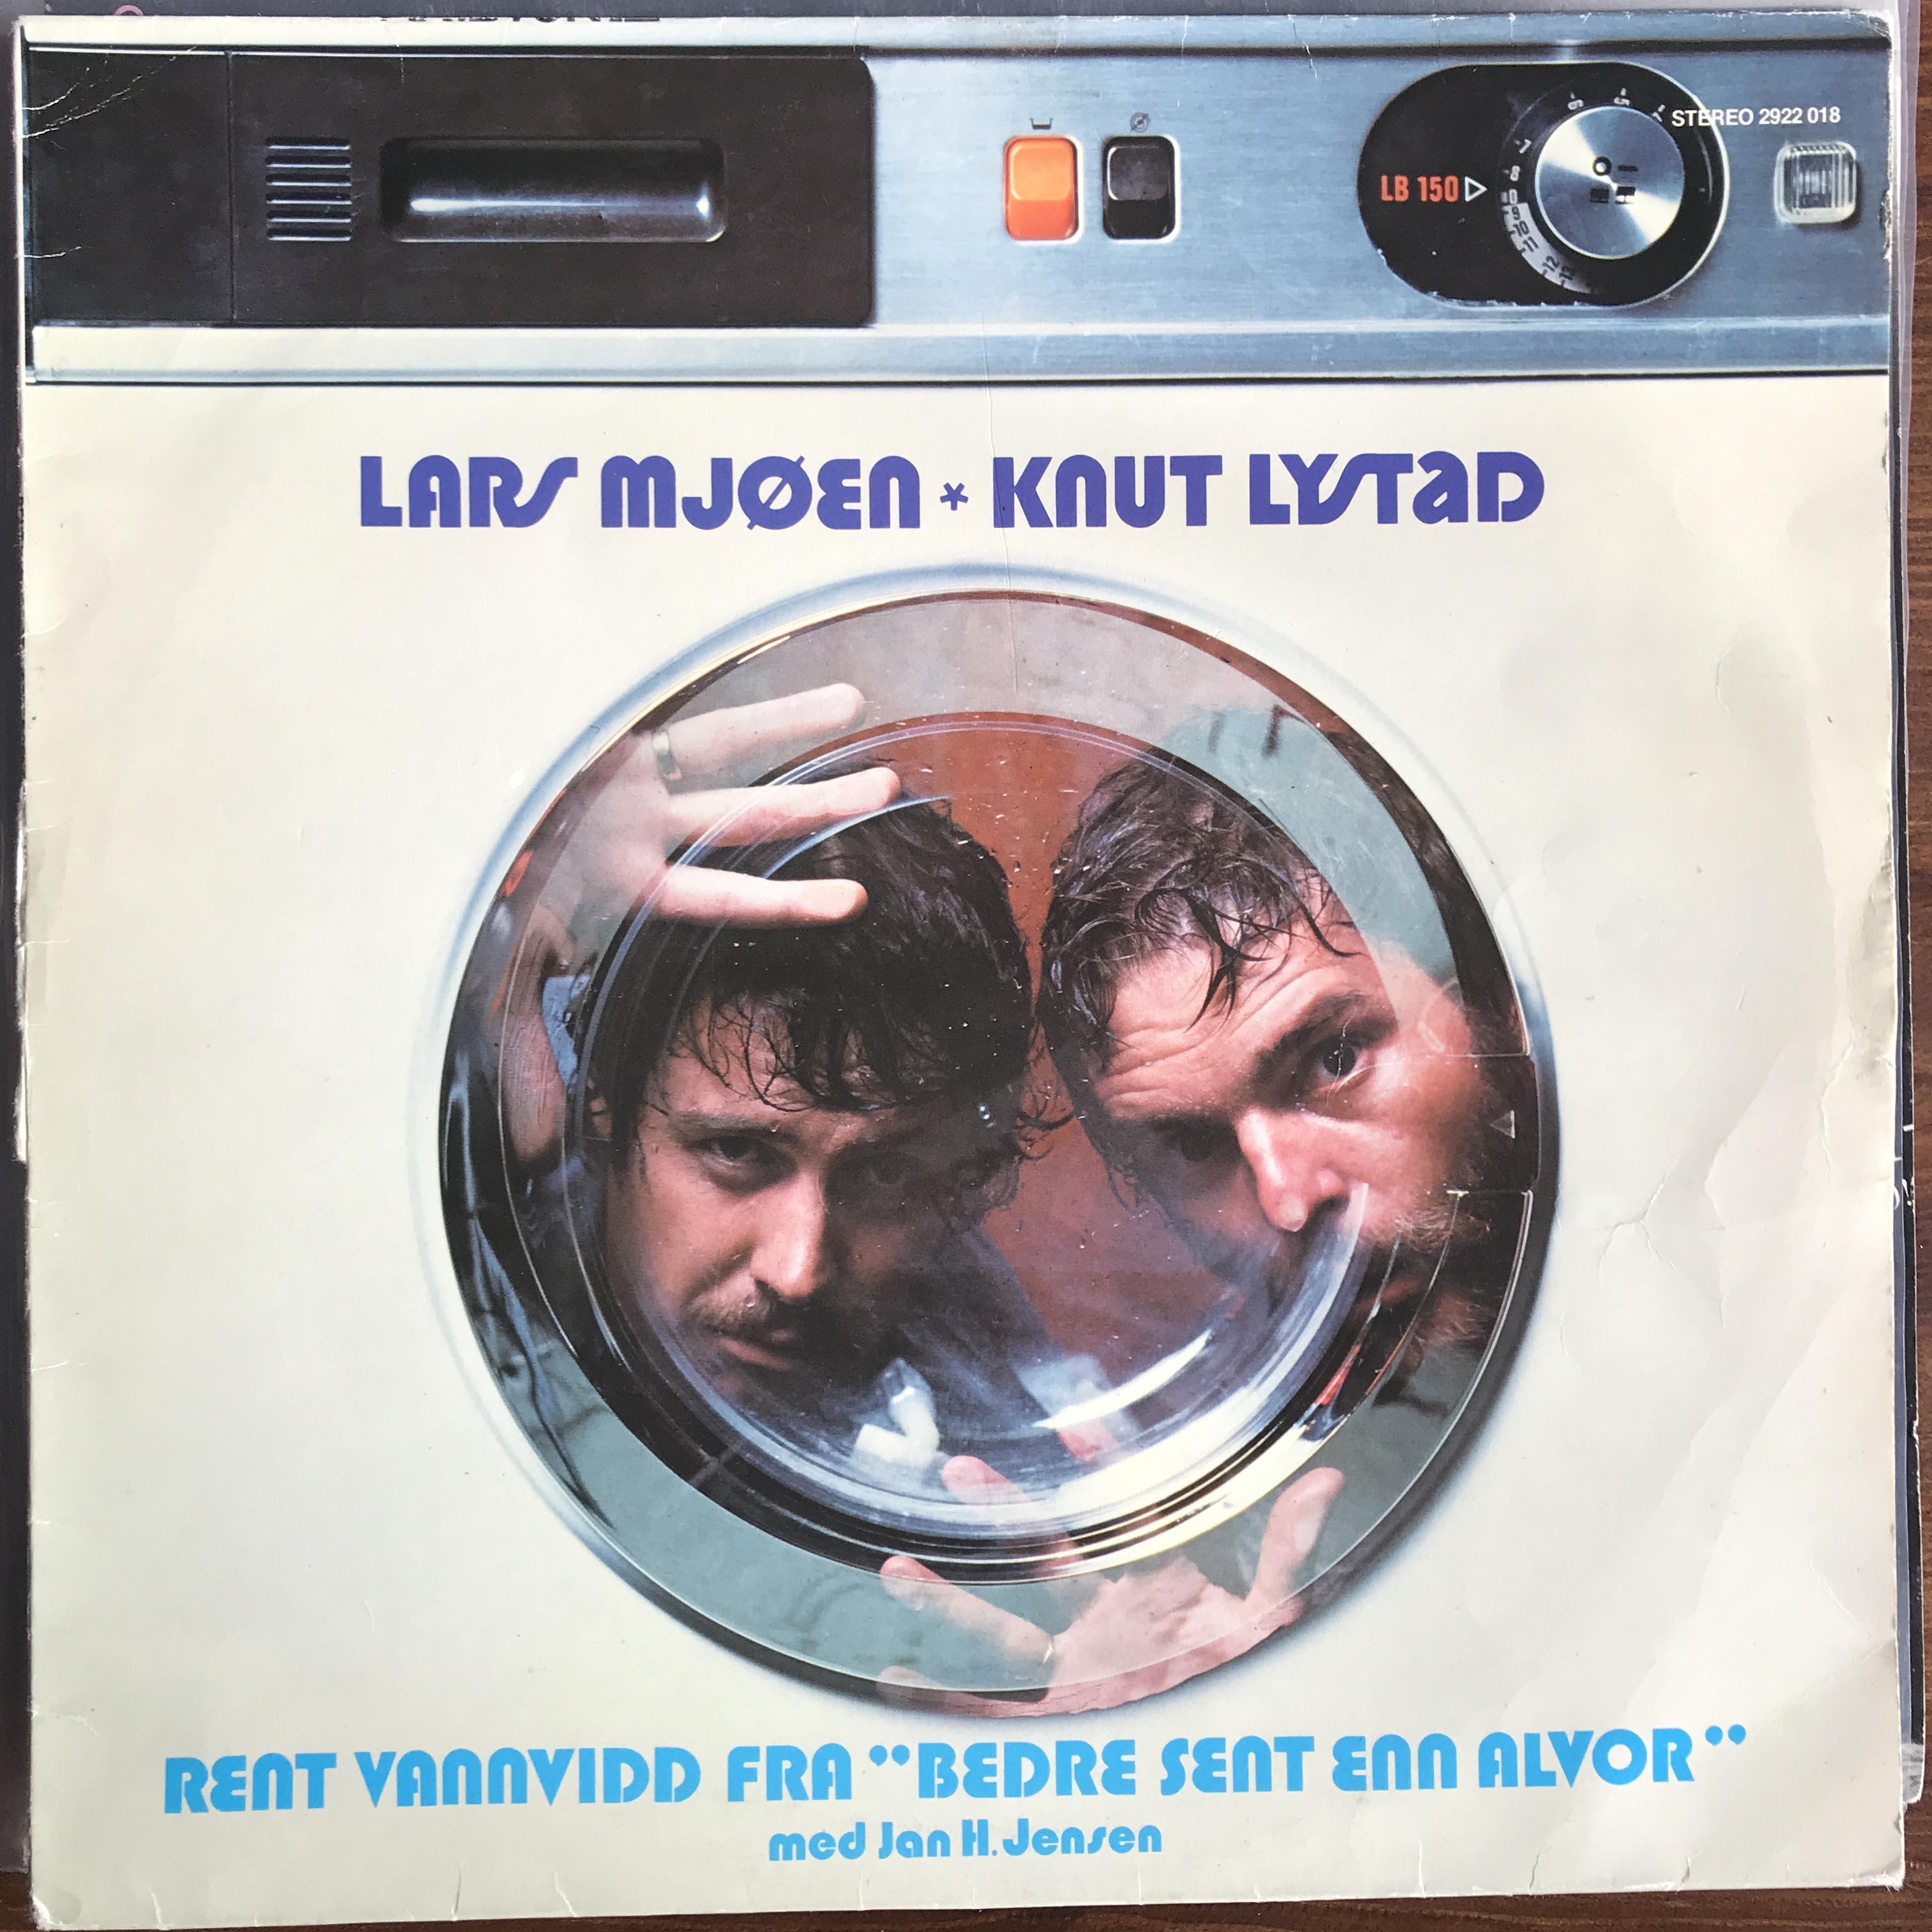 STEREO 2922 018
LB 150
LARS MJØEN * KNUT LYSTAD
RENT VANNVIDD FRA "BEDRE SENT ENN ALVOR"
med Jan H. Jensen